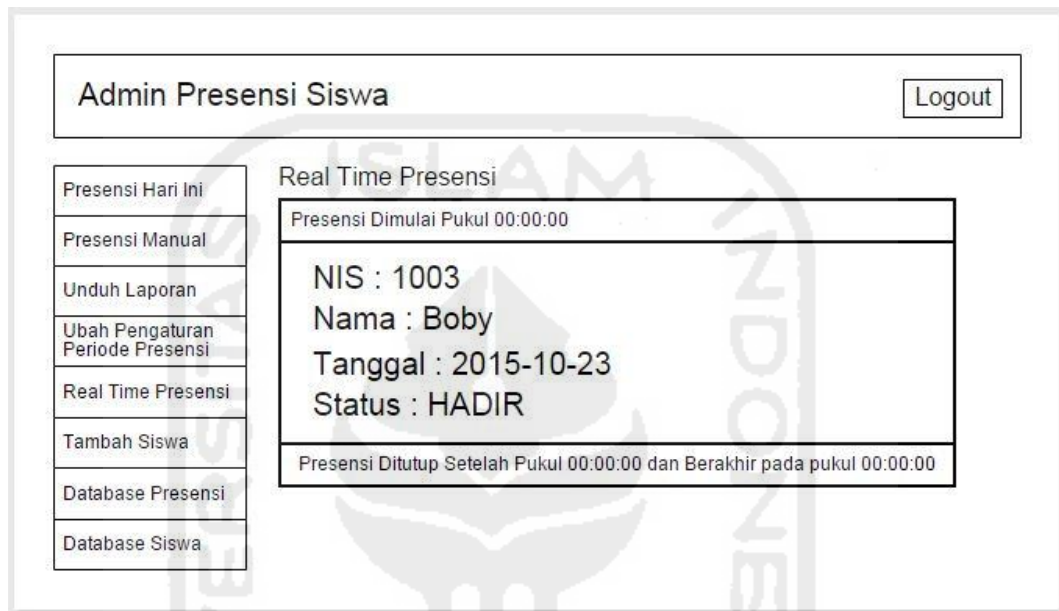 Admin Presensi Siswa
Logout
Presensi Hari Ini
Presensi Manual
Unduh Laporan
Ubah Pengaturan
Periode Presensi
Real Time Presensi
Tambah Siswa
Database Presensi
Database Siswa
Real Time Presensi
Presensi Dimulai Pukul 00:00:00
NIS : 1003
Nama : Boby
Tanggal : 2015-10-23
Status : HADIR
Presensi Ditutup Setelah Pukul 00:00:00 dan Berakhir pada pukul 00:00:00
ISLAM